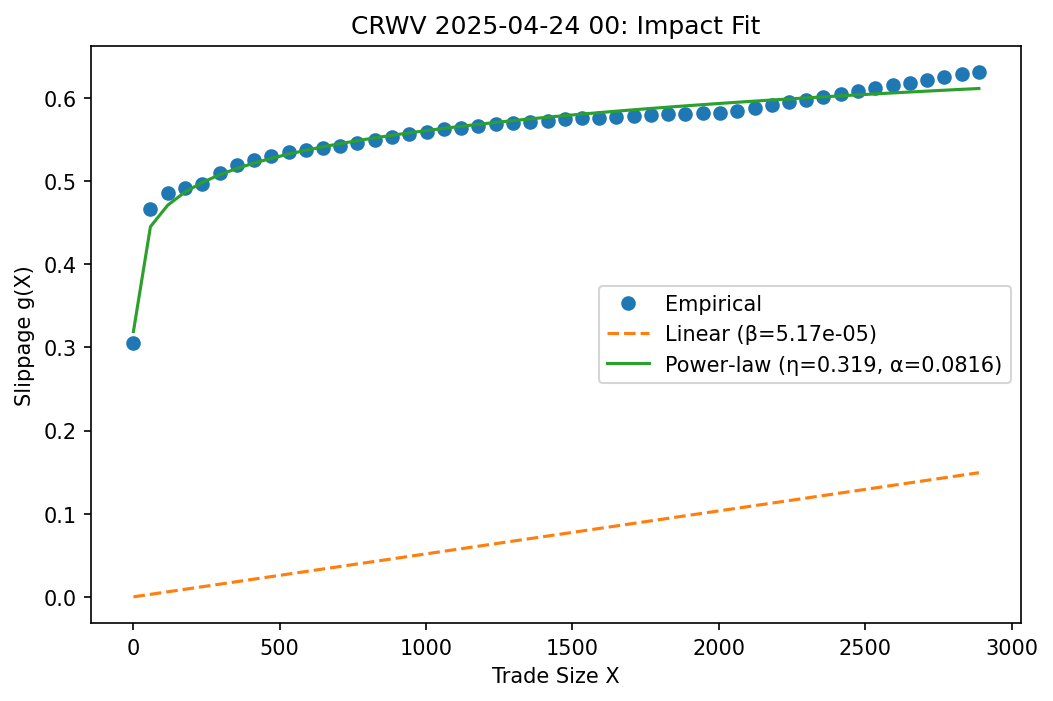 CRWV 2025-04-24 00: Impact Fit
Slippage g(X)
0.6
0.5
0.4
0.3
0.2
0.1
0.0
Empirical
Linear (β=5.17e-05)
Power-law (η=0.319, α=0.0816)
0 500 1000 1500 2000 2500 3000
Trade Size X